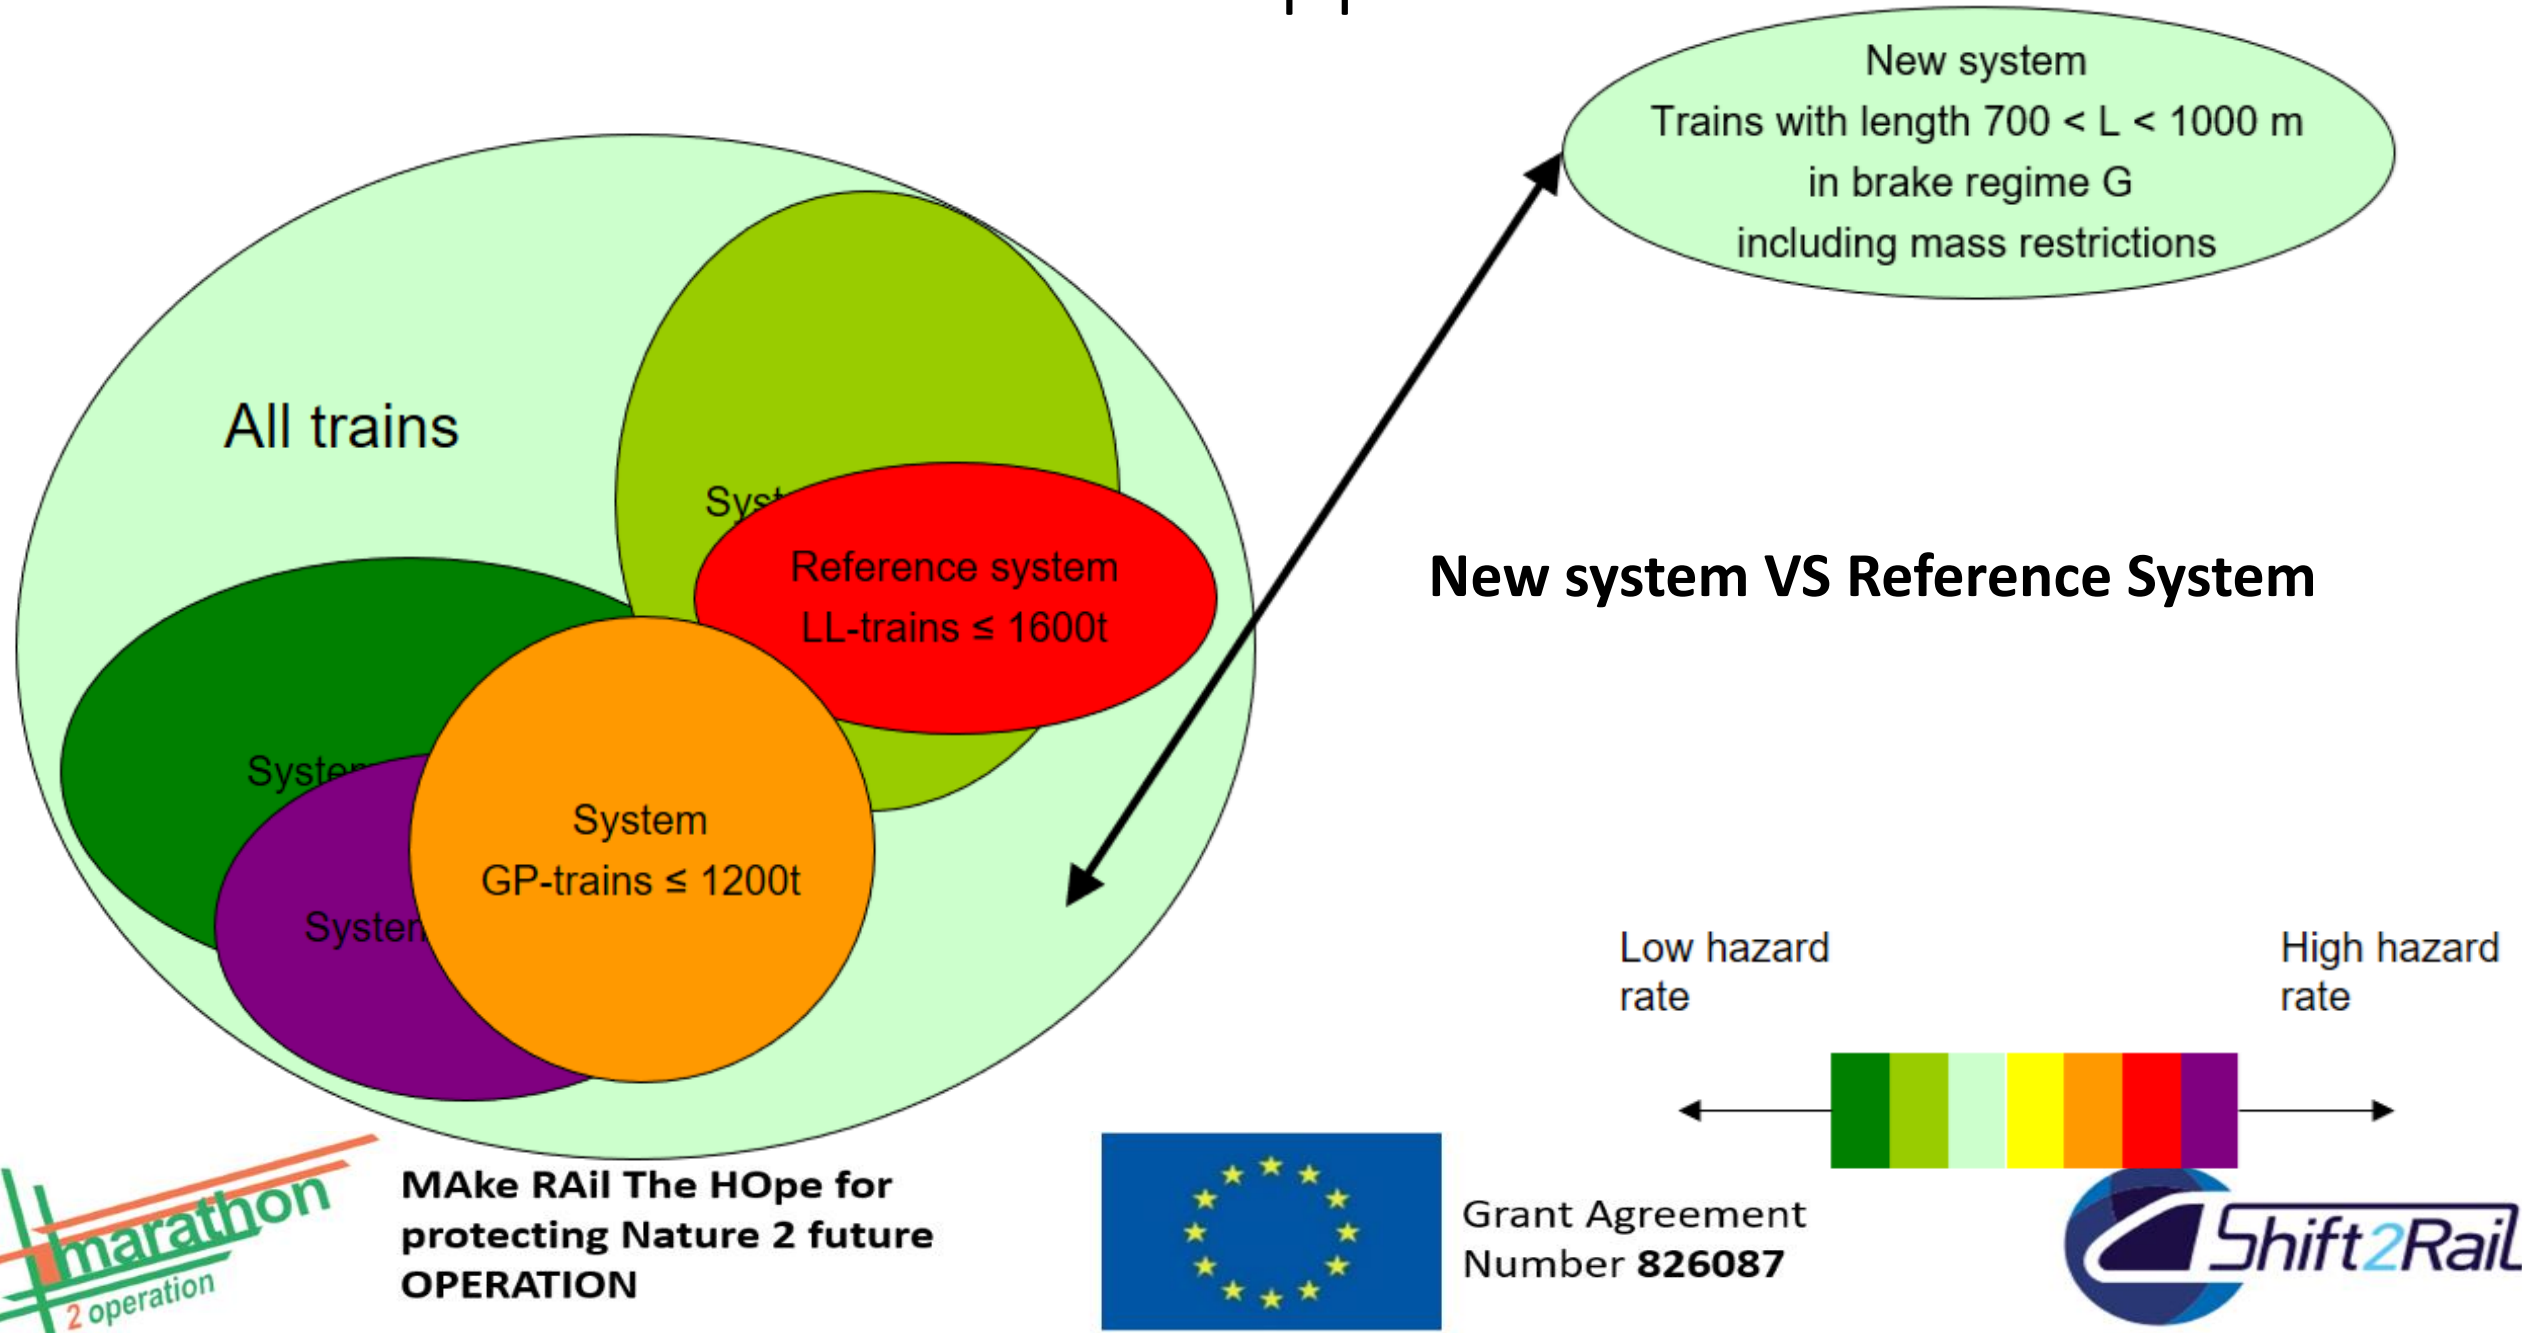 New system
Trains with length 700 < L < 1000 m
in brake regime G
including mass restrictions
All trains
Syst
Reference system
LL-trains ≤ 1600t
New system VS Reference System
System
GP-trains ≤ 1200t
Low hazard
rate
High hazard
rate
marathon
2 operation
MAke RAil The HOpe for
protecting Nature 2 future
OPERATION
Grant Agreement
Number 826087
Shift2Rail